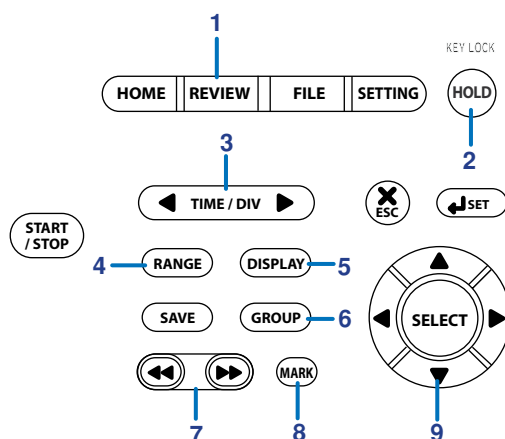 1
KEY LOCK
HOME REVIEW FILE SETTING
HOLD
2
3
TIME / DIV
ESC
SET
START
/ STOP
4
RANGE
DISPLAY
5
SAVE
GROUP
6
SELECT
MARK
7
8
9